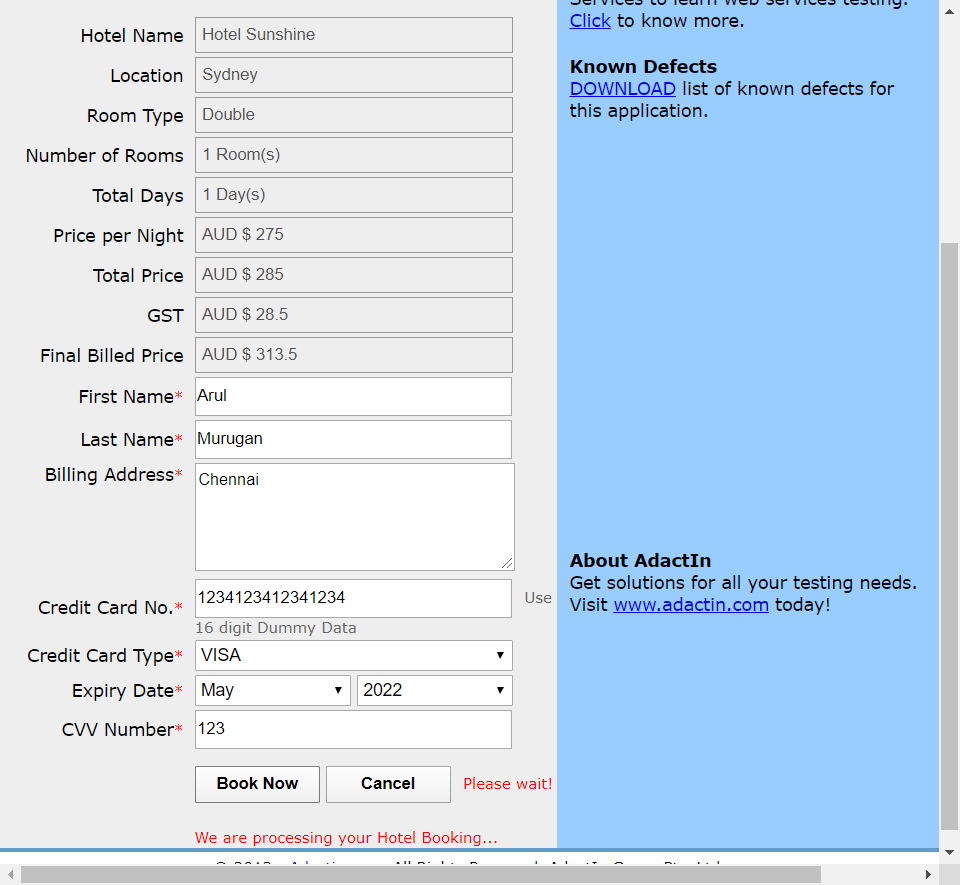 Hotel Name Hotel Sunshine
Location Sydney
Room Type Double
Number of Rooms 1 Room(s)
Total Days 1 Day(s)
Price per Night AUD $ 275
Total Price AUD $ 285
GST AUD $ 28.5
Final Billed Price AUD $ 313.5
First Name* Arul
Last Name* Murugan
Billing Address* Chennai
Credit Card No.* 1234123412341234 Use
16 digit Dummy Data
Credit Card Type* VISA
Expiry Date* May 2022
CVV Number* 123
Book Now Cancel Please wait!
We are processing your Hotel Booking...
Services to learn web services testing.
Click to know more.
Known Defects
DOWNLOAD list of known defects for
this application.
About AdactIn
Get solutions for all your testing needs.
Visit www.adactin.com today!